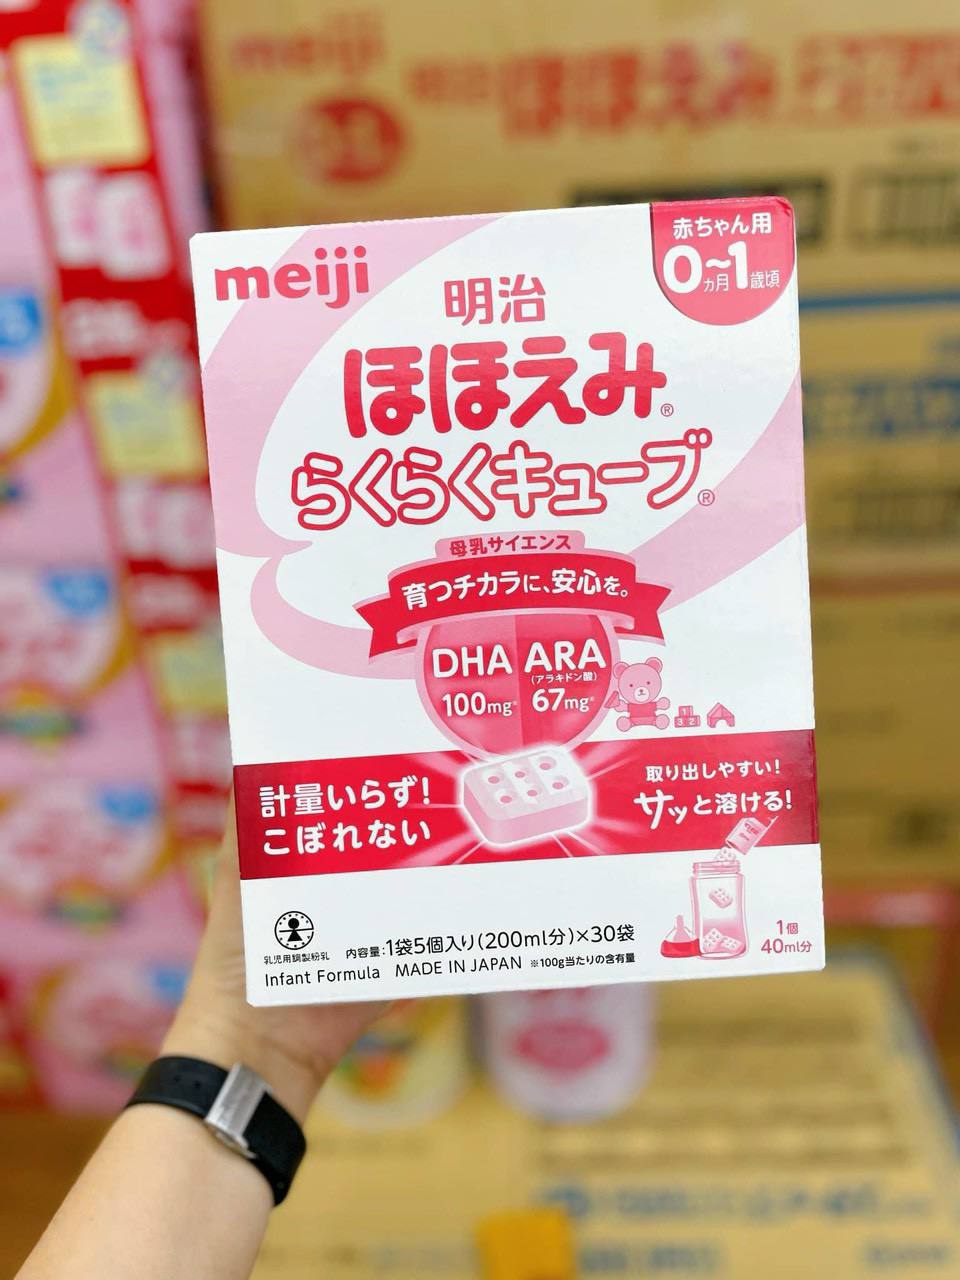 meiji
赤ちゃん用
0ヵ月～1歳頃
明治
ほほえみ®
らくらくキューブ®
母乳サイエンス
育つチカラに、安心を。
DHA
100mg※
ARA
(アラキドン酸)
67mg※
計量いらず!
こぼれない
取り出しやすい!
サッと溶ける!
1個
40ml分
乳児用調製粉乳
内容量:1袋5個入り(200ml分)×30袋
Infant Formula MADE IN JAPAN ※100g当たりの含有量
meiji
ほほえみ